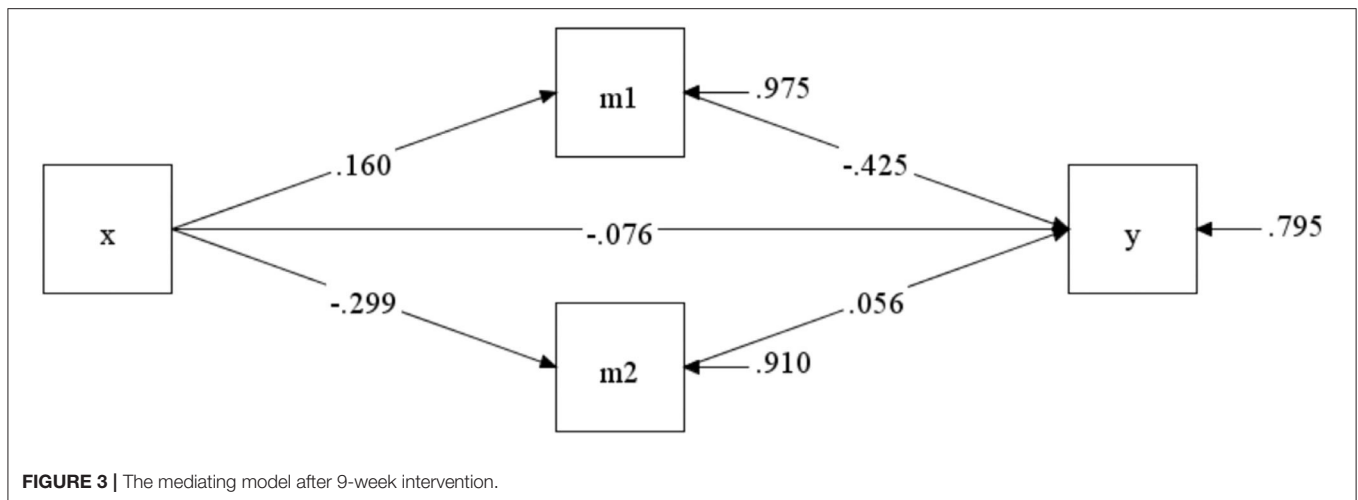 m1
.975
.160
-.425
x
-.076
y
.795
-.299
.056
m2
.910
FIGURE 3 | The mediating model after 9-week intervention.